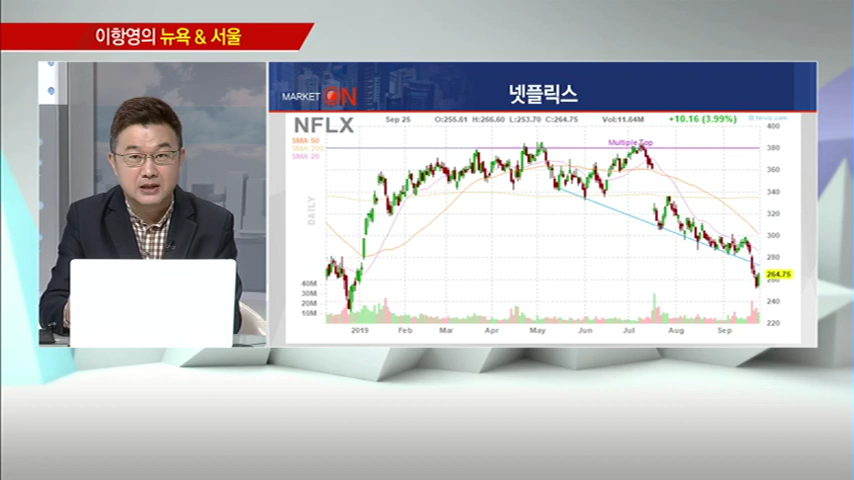 이항영의 뉴욕 & 서울
MARKET ON
넷플릭스
NFLX
Sep 25 O:255.61 H:266.60 L:253.70 C:264.75 Vol:11.64M +10.16 (3.99%)
SMA 50
SMA 200
SMA 20
Multiple Top
DAILY
400
380
360
340
320
300
280
264.75
260
240
220
40M
30M
20M
10M
2019 Feb Mar Apr May Jun Jul Aug Sep